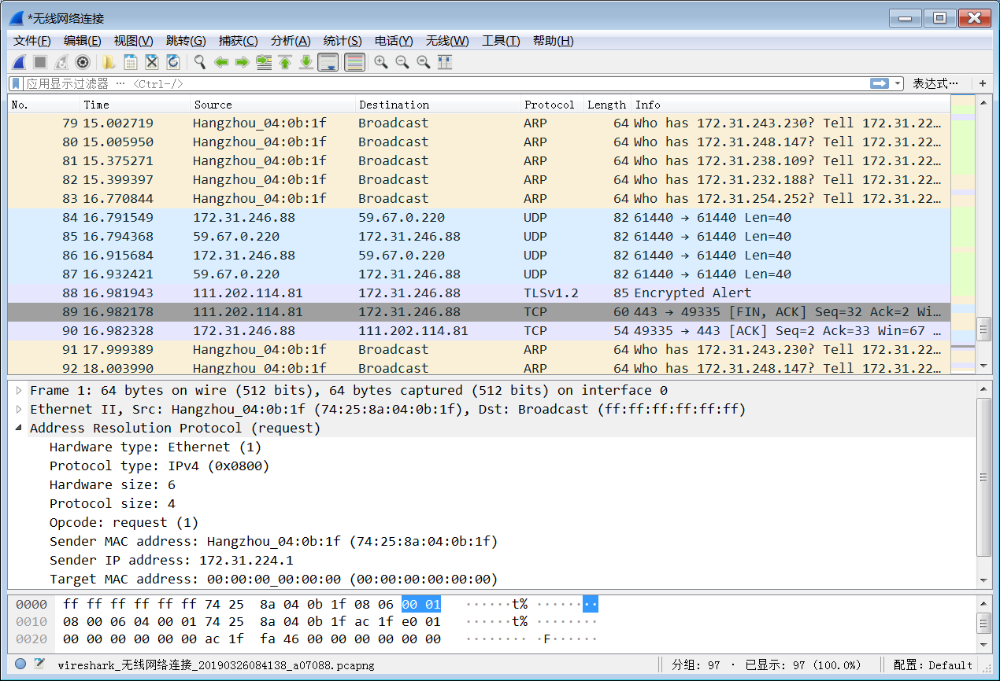 *无线网络连接
文件(F) 编辑(E) 视图(V) 跳转(G) 捕获(C) 分析(A) 统计(S) 电话(Y) 无线(W) 工具(T) 帮助(H)
应用显示过滤器 … <Ctrl-/> 表达式… +
No. Time Source Destination Protocol Length Info
79 15.002719 Hangzhou_04:0b:1f Broadcast ARP 64 Who has 172.31.243.230? Tell 172.31.22…
80 15.005950 Hangzhou_04:0b:1f Broadcast ARP 64 Who has 172.31.248.147? Tell 172.31.22…
81 15.375271 Hangzhou_04:0b:1f Broadcast ARP 64 Who has 172.31.238.109? Tell 172.31.22…
82 15.399397 Hangzhou_04:0b:1f Broadcast ARP 64 Who has 172.31.232.188? Tell 172.31.22…
83 16.770844 Hangzhou_04:0b:1f Broadcast ARP 64 Who has 172.31.254.252? Tell 172.31.22…
84 16.791549 172.31.246.88 59.67.0.220 UDP 82 61440 → 61440 Len=40
85 16.794368 59.67.0.220 172.31.246.88 UDP 82 61440 → 61440 Len=40
86 16.915684 172.31.246.88 59.67.0.220 UDP 82 61440 → 61440 Len=40
87 16.932421 59.67.0.220 172.31.246.88 UDP 82 61440 → 61440 Len=40
88 16.981943 111.202.114.81 172.31.246.88 TLSv1.2 85 Encrypted Alert
89 16.982178 111.202.114.81 172.31.246.88 TCP 60 443 → 49335 [FIN, ACK] Seq=32 Ack=2 Wi…
90 16.982328 172.31.246.88 111.202.114.81 TCP 54 49335 → 443 [ACK] Seq=2 Ack=33 Win=67 …
91 17.999389 Hangzhou_04:0b:1f Broadcast ARP 64 Who has 172.31.243.230? Tell 172.31.22…
92 18.003990 Hangzhou_04:0b:1f Broadcast ARP 64 Who has 172.31.248.147? Tell 172.31.22…
Frame 1: 64 bytes on wire (512 bits), 64 bytes captured (512 bits) on interface 0
Ethernet II, Src: Hangzhou_04:0b:1f (74:25:8a:04:0b:1f), Dst: Broadcast (ff:ff:ff:ff:ff:ff)
Address Resolution Protocol (request)
Hardware type: Ethernet (1)
Protocol type: IPv4 (0x0800)
Hardware size: 6
Protocol size: 4
Opcode: request (1)
Sender MAC address: Hangzhou_04:0b:1f (74:25:8a:04:0b:1f)
Sender IP address: 172.31.224.1
Target MAC address: 00:00:00_00:00:00 (00:00:00:00:00:00)
0000 ff ff ff ff ff ff 74 25 8a 04 0b 1f 08 06 00 01 ······t% ········
0010 08 00 06 04 00 01 74 25 8a 04 0b 1f ac 1f e0 01 ······t% ········
0020 00 00 00 00 00 00 ac 1f fa 46 00 00 00 00 00 00 ········ ·F······
wireshark_无线网络连接_20190326084138_a07088.pcapng 分组: 97 · 已显示: 97 (100.0%) 配置: Default